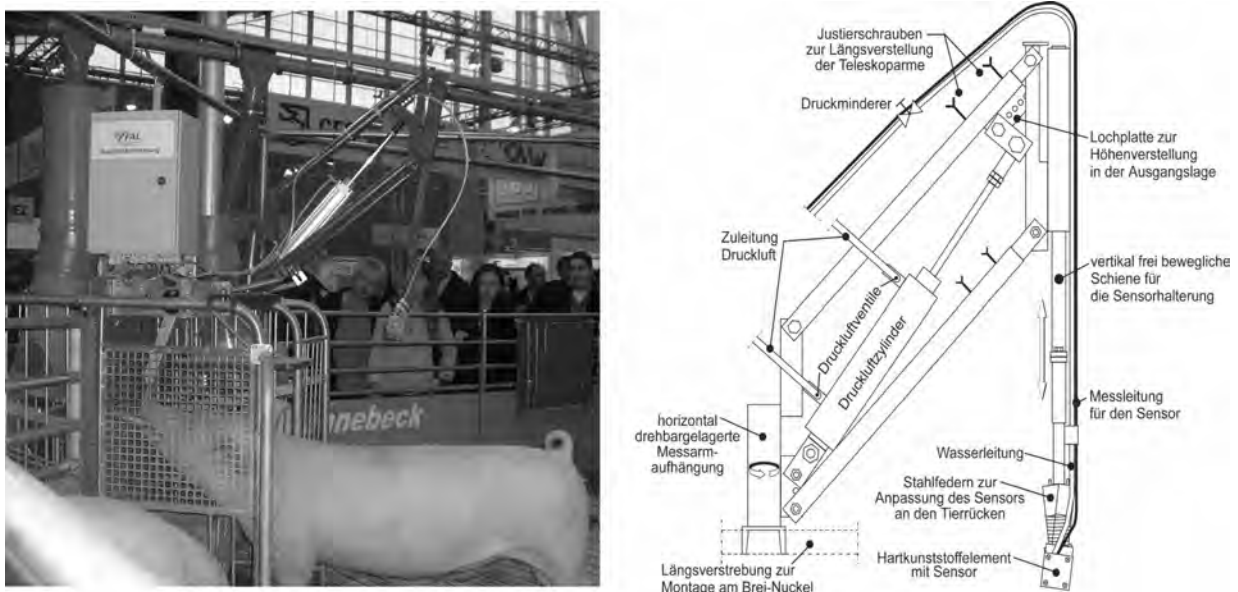 FAL
nnebeck
Justierschrauben
zur Längsverstellung
der Teleskoparme
Druckminderer
Lochplatte zur
Höhenverstellung
in der Ausgangslage
Zuleitung
Druckluft
vertikal frei bewegliche
Schiene für
die Sensorhalterung
Druckluftventile
Druckluftzylinder
Messleitung
für den Sensor
horizontal
drehbargelagerte
Messarm-
aufhängung
Wasserleitung
Stahlfedern zur
Anpassung des Sensors
an den Tierrücken
Hartkunststoffelement
mit Sensor
Längsverstrebung zur
Montage am Brei-Nuckel